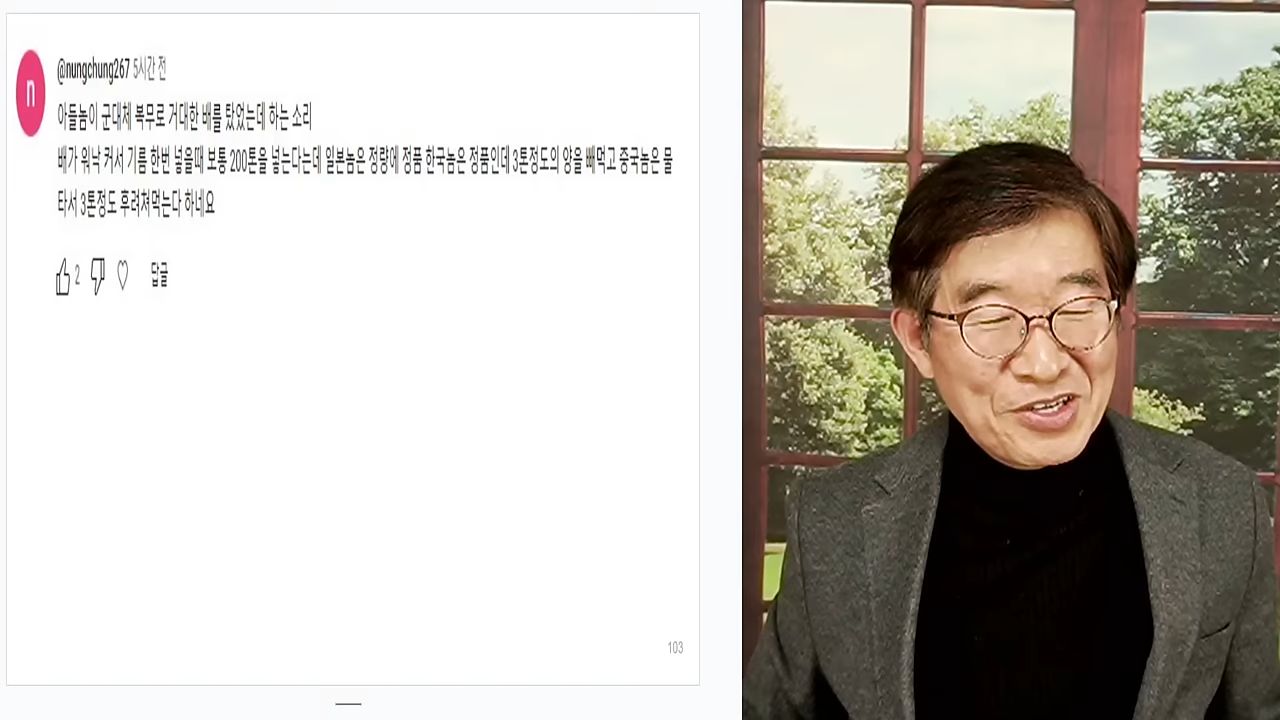 n
@nungchung267 5시간 전
아들놈이 군대체 복무로 거대한 배를 탔었는데 하는 소리
배가 워낙 커서 기름 한번 넣을때 보통 200톤을 넣는다는데 일본놈은 정량에 정품 한국놈은 정품인데 3톤정도의 양을 빼먹고 중국놈은 물
타서 3톤정도 후려쳐먹는다 하네요
2 답글
103